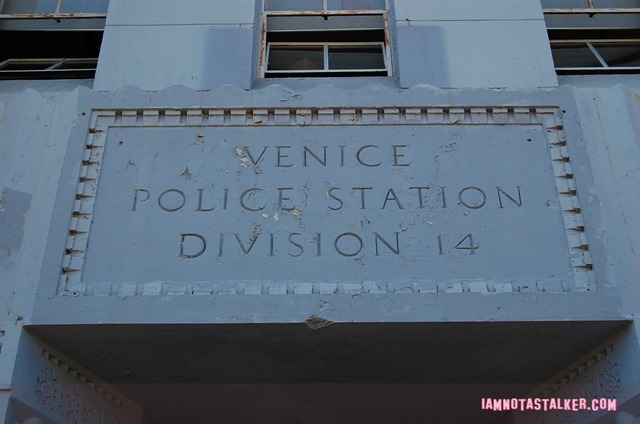 VENICE
POLICE STATION
DIVISION 14
IAMNOTASTALKER.COM